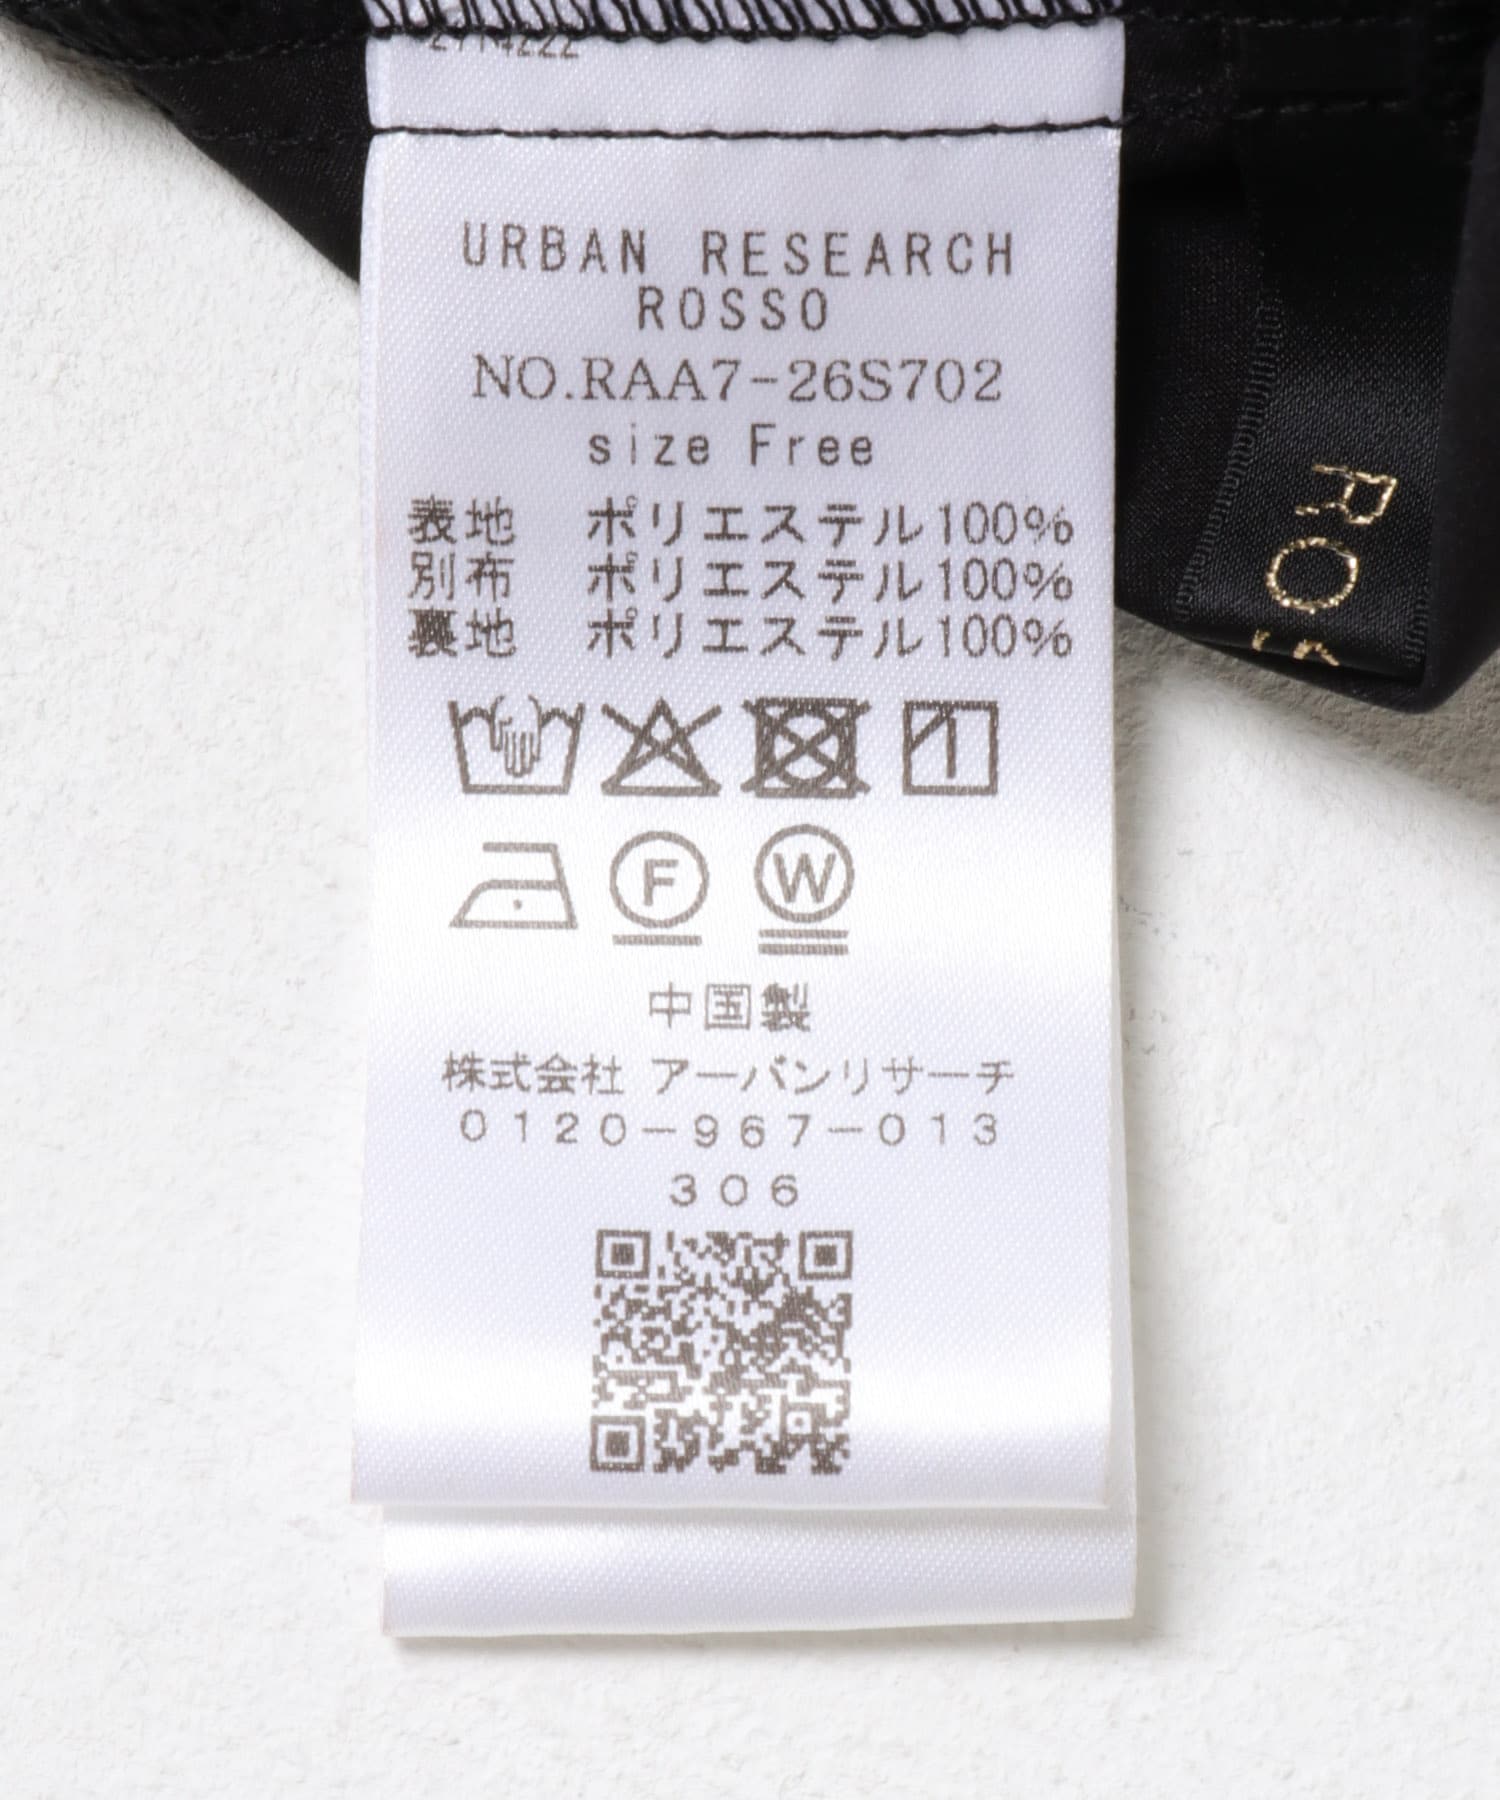 URBAN RESEARCH
ROSSO
NO.RAA7-26S702
size Free
表地 ポリエステル100%
別布 ポリエステル100%
裏地 ポリエステル100%
F W
中国製
株式会社 アーバンリサーチ
0120-967-013
306
RO